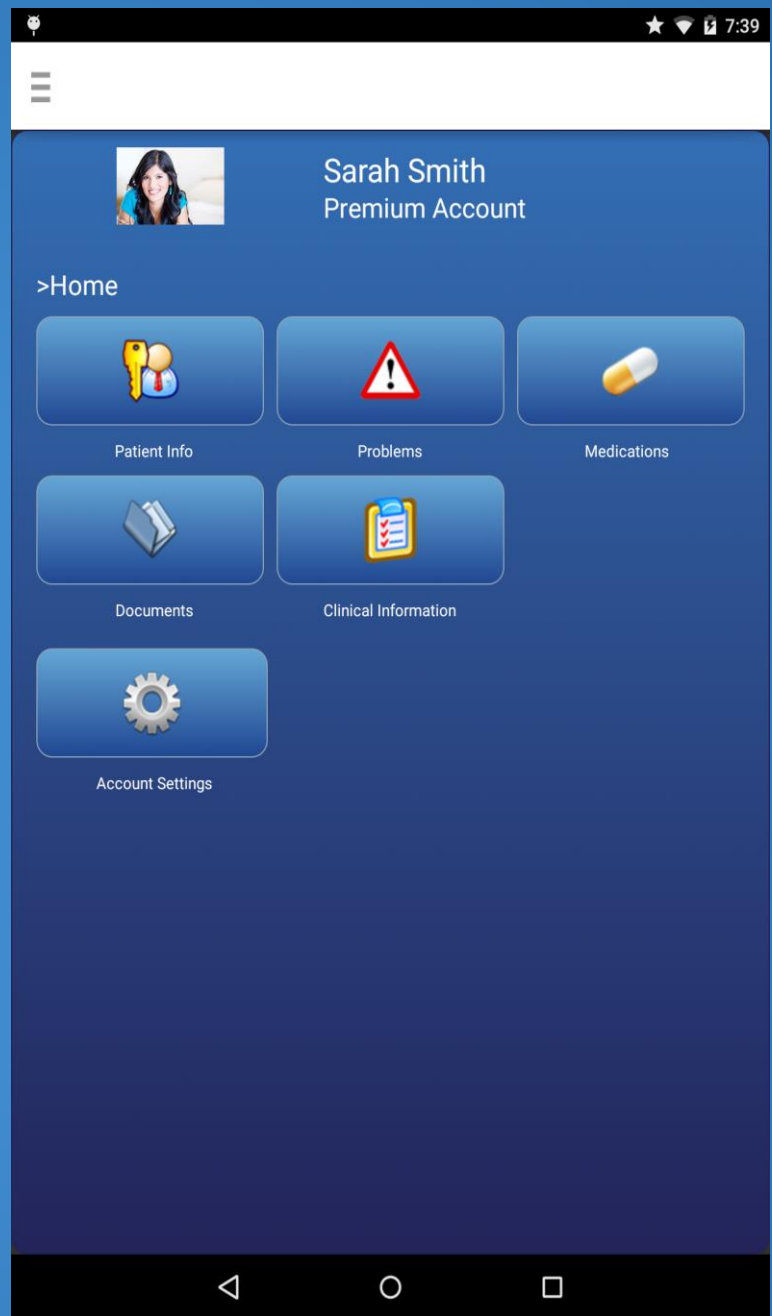 7:39
Sarah Smith
Premium Account
>Home
Patient Info
Problems
Medications
Documents
Clinical Information
Account Settings